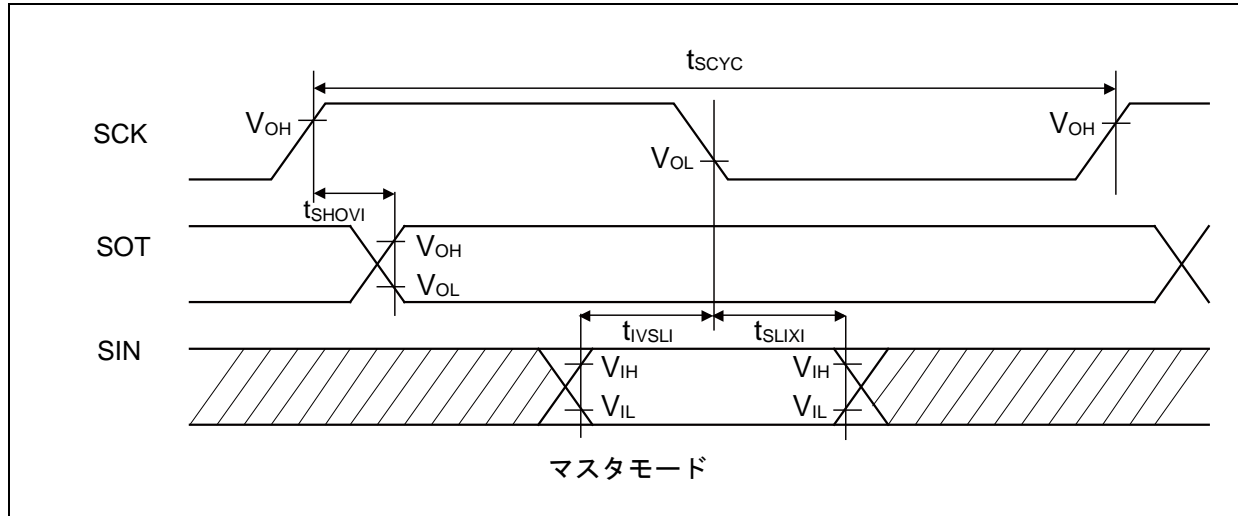 tSCYC
SCK
VOH
VOL
VOH
tSHOVI
SOT
VOH
VOL
tIVSLI
tSLIXI
SIN
VIH
VIL
VIH
VIL
マスタモード